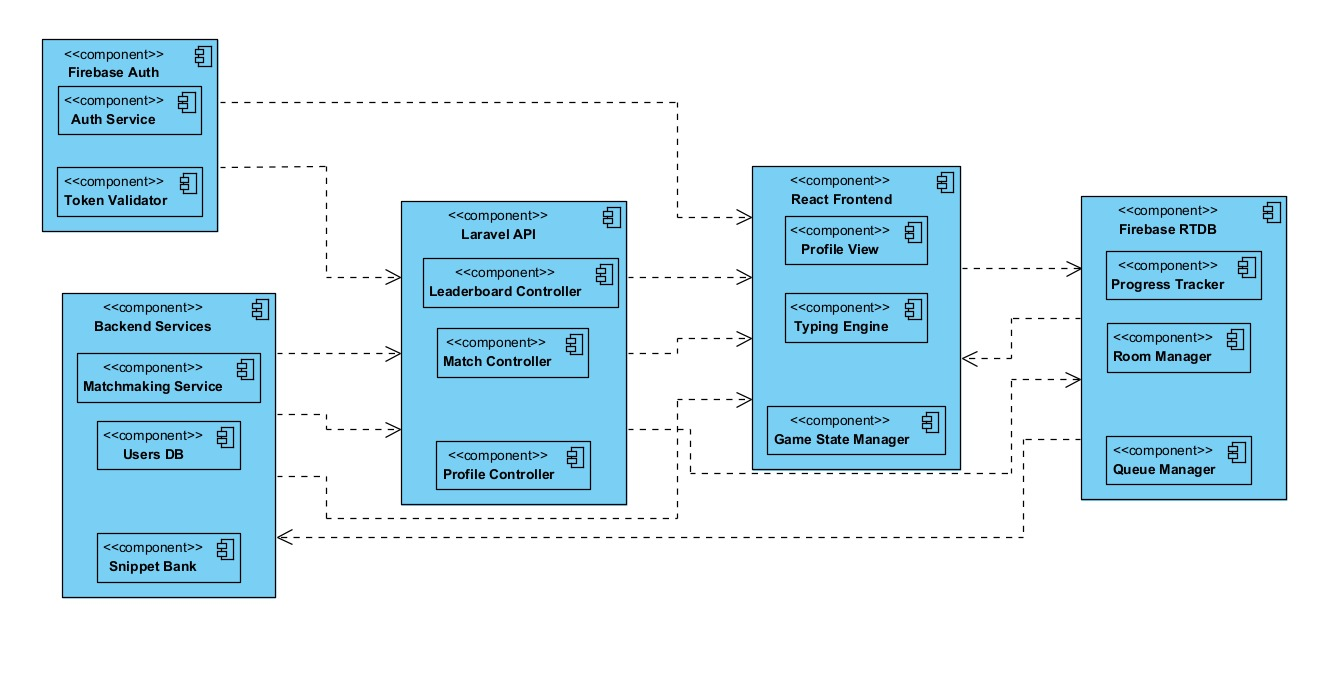 <<component>>
Firebase Auth
<<component>>
Auth Service
<<component>>
Token Validator
<<component>>
Backend Services
<<component>>
Matchmaking Service
<<component>>
Users DB
<<component>>
Snippet Bank
<<component>>
Laravel API
<<component>>
Leaderboard Controller
<<component>>
Match Controller
<<component>>
Profile Controller
<<component>>
React Frontend
<<component>>
Profile View
<<component>>
Typing Engine
<<component>>
Game State Manager
<<component>>
Firebase RTDB
<<component>>
Progress Tracker
<<component>>
Room Manager
<<component>>
Queue Manager